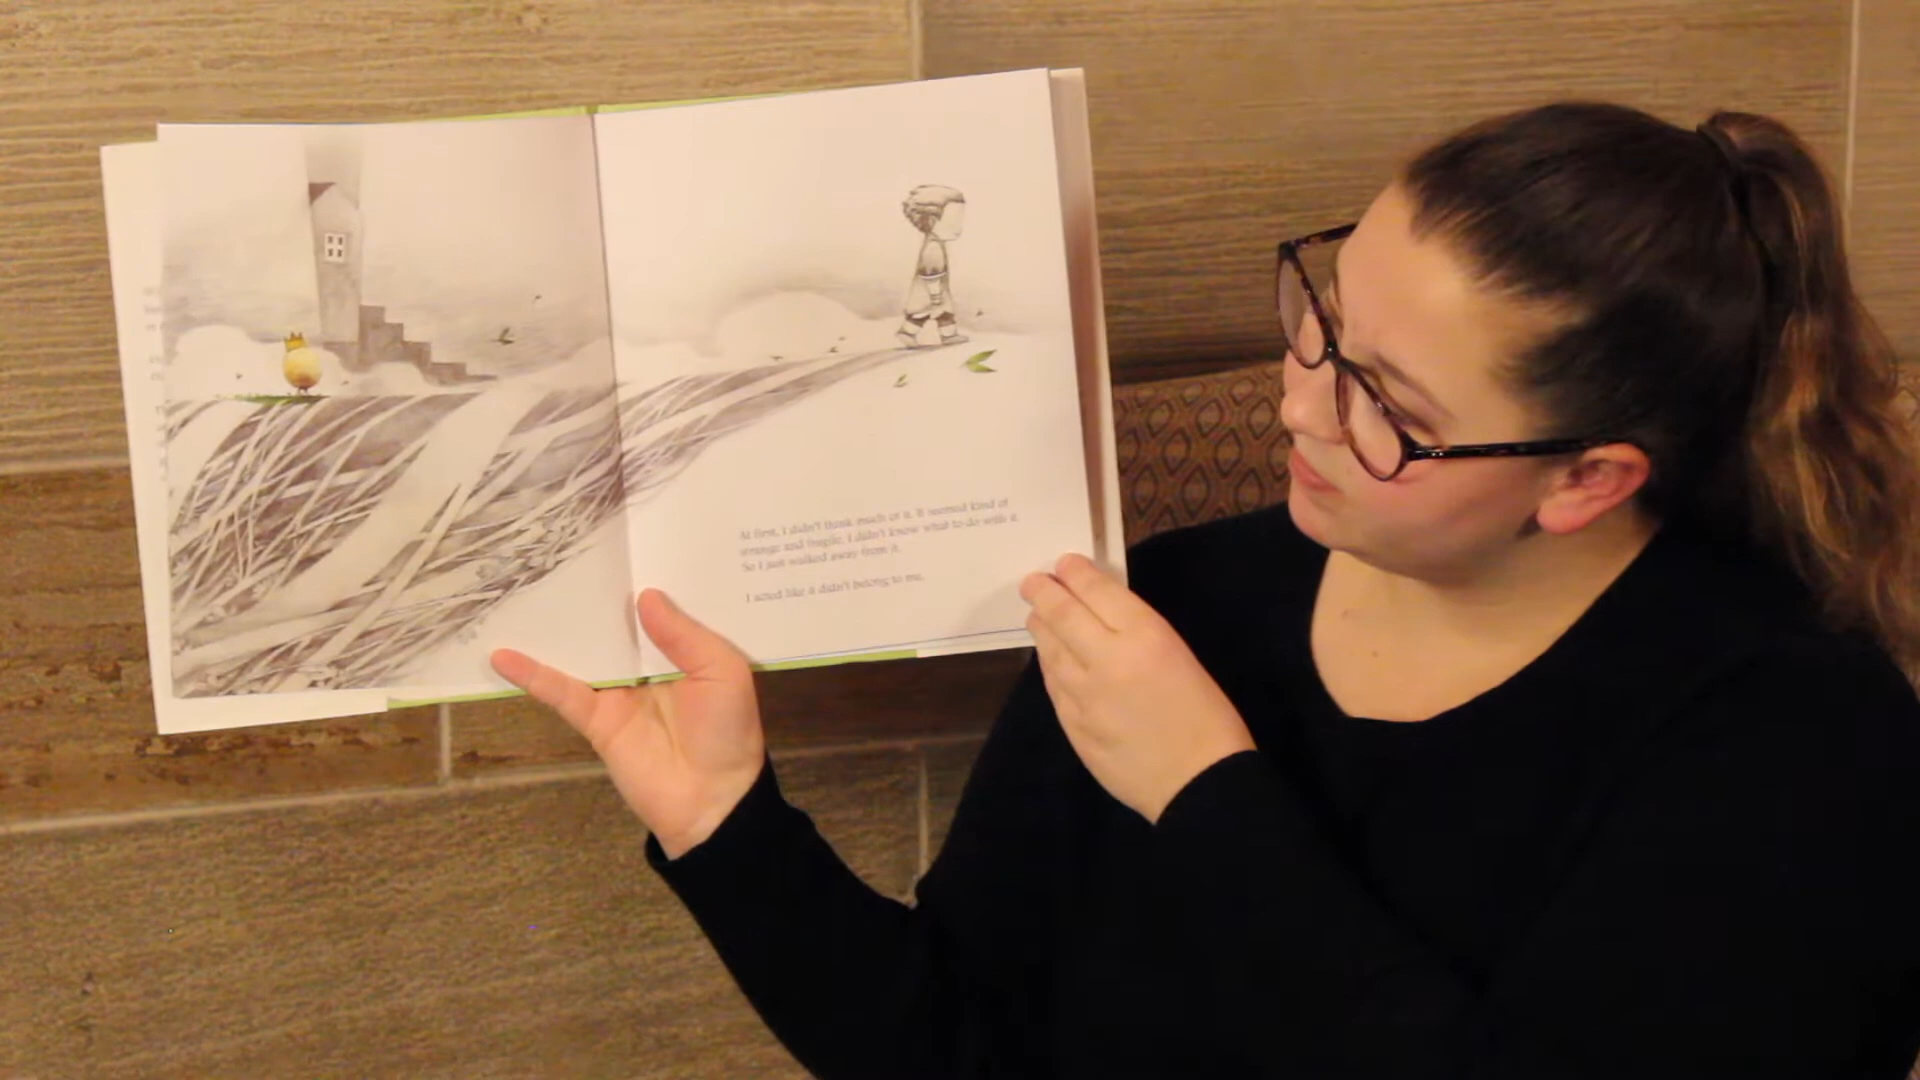 At first, I didn't think much of it. It seemed kind of
strange and fragile. I didn't know what to do with it.
So I just walked away from it.
I acted like it didn't belong to me.